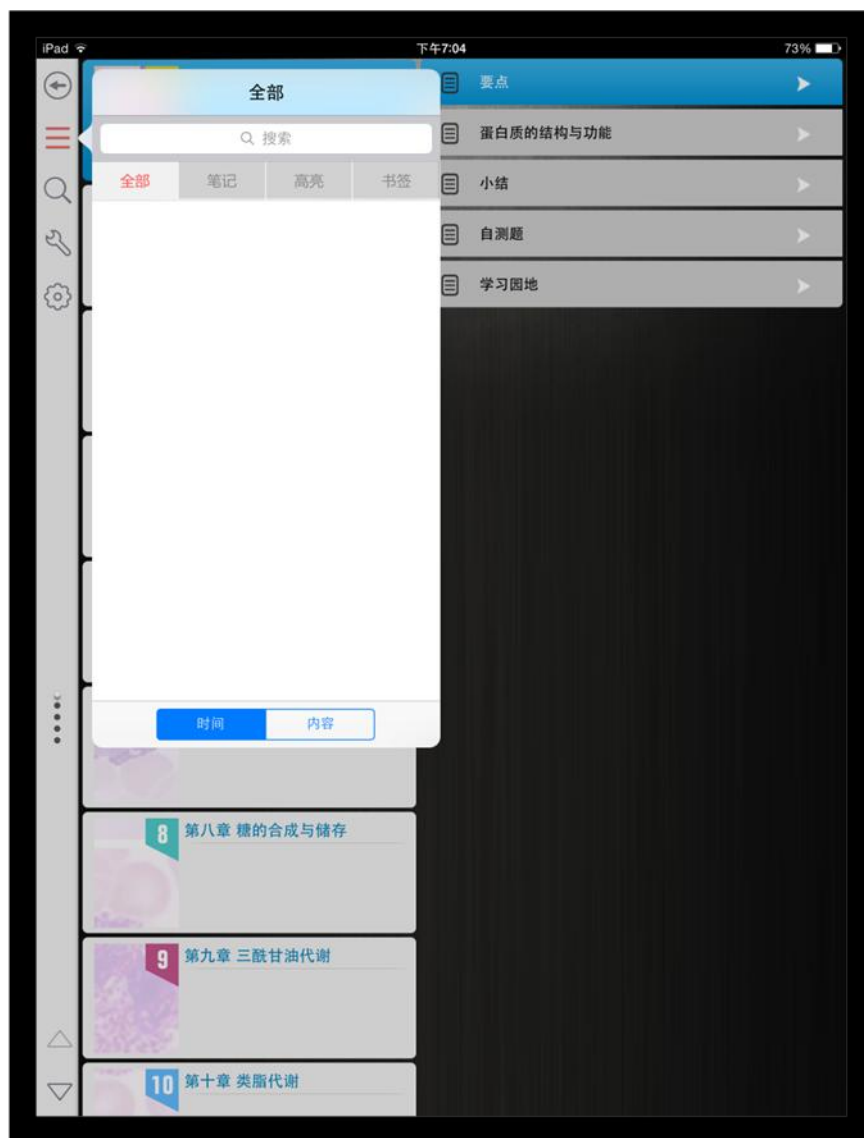 iPad 下午7:04 73%
全部
搜索
全部 笔记 高亮 书签
时间 内容
8 第八章 糖的合成与储存
9 第九章 三酰甘油代谢
10 第十章 类脂代谢
要点
蛋白质的结构与功能
小结
自测题
学习园地